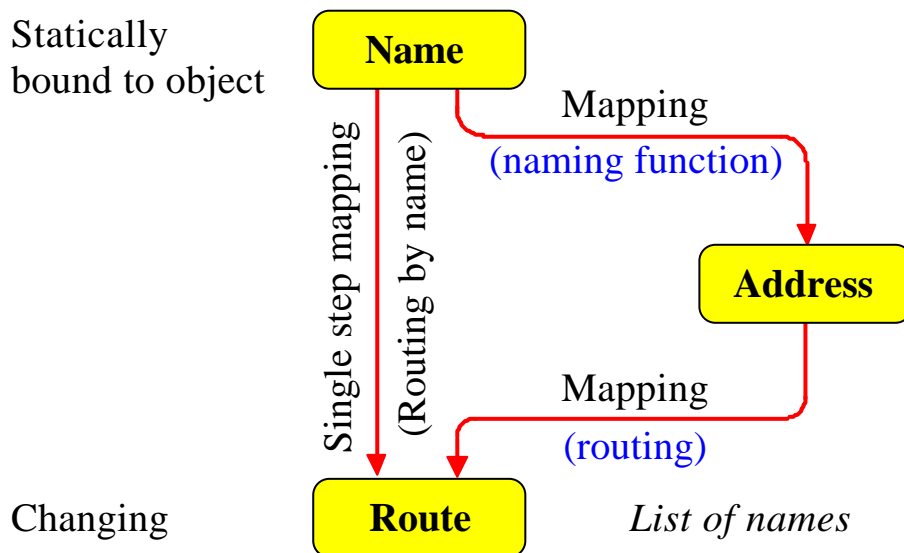 Statically
bound to object
Name
Mapping
(naming function)
Single step mapping
(Routing by name)
Address
Mapping
(routing)
Changing
Route
List of names